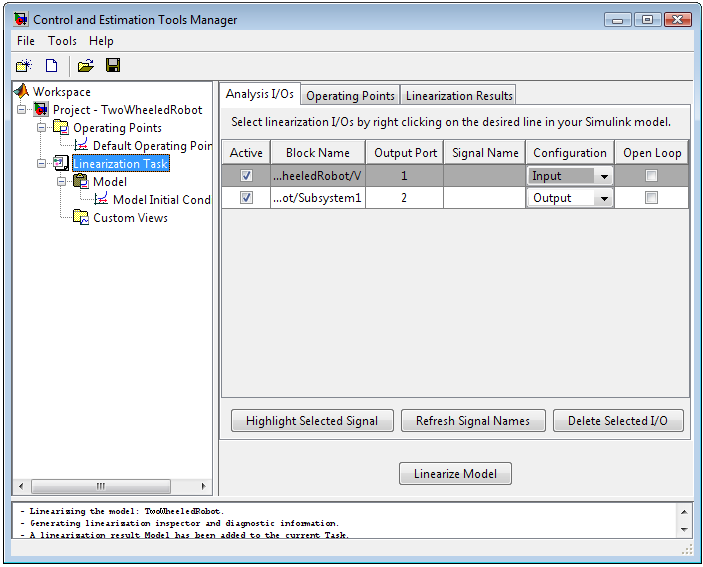 Control and Estimation Tools Manager
File Tools Help
Workspace
Project - TwoWheeledRobot
Operating Points
Default Operating Poir
Linearization Task
Model
Model Initial Cond
Custom Views
Analysis I/Os Operating Points Linearization Results
Select linearization I/Os by right clicking on the desired line in your Simulink model.
Active Block Name Output Port Signal Name Configuration Open Loop
...heeledRobot/V 1 Input
...ot/Subsystem1 2 Output
Highlight Selected Signal Refresh Signal Names Delete Selected I/O
Linearize Model
- Linearizing the model: TwoWheeledRobot.
- Generating linearization inspector and diagnostic information.
- A linearization result Model has been added to the current Task.